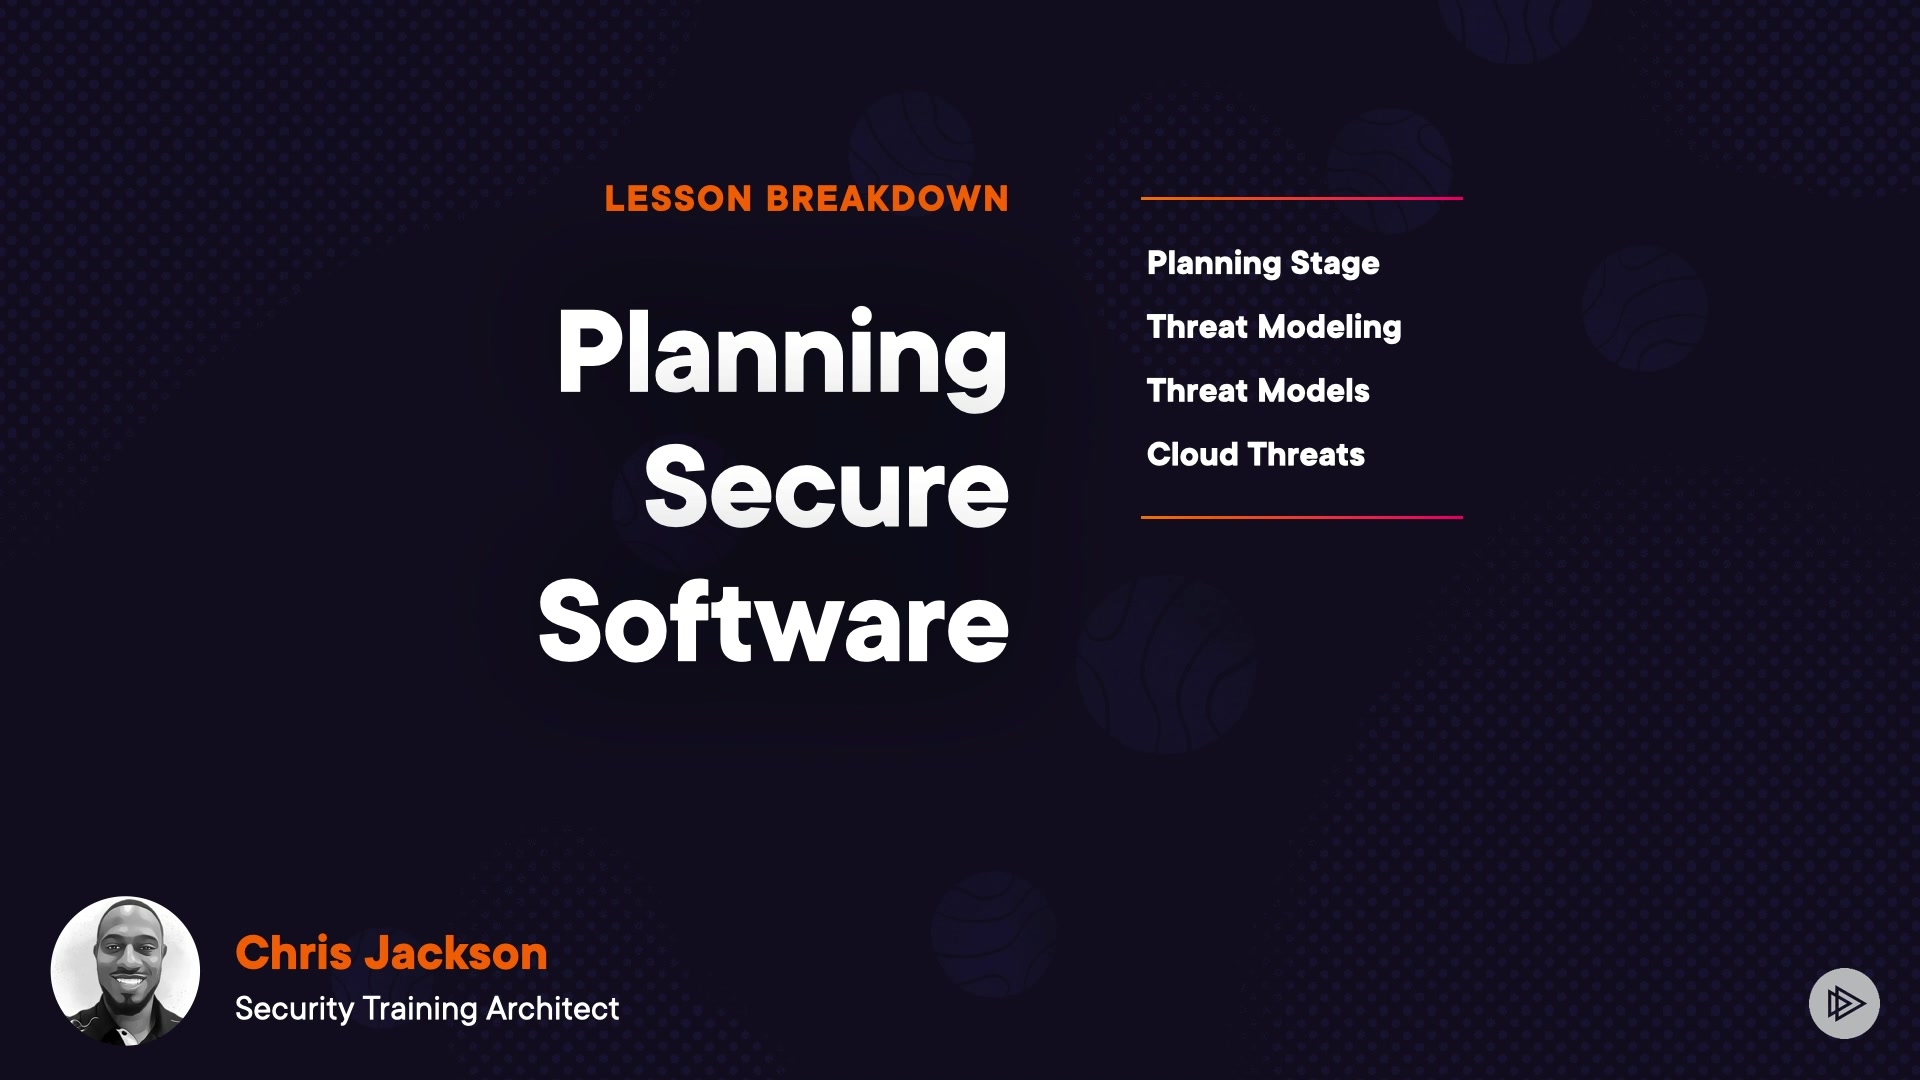 LESSON BREAKDOWN
Planning
Secure
Software
Planning Stage
Threat Modeling
Threat Models
Cloud Threats
Chris Jackson
Security Training Architect